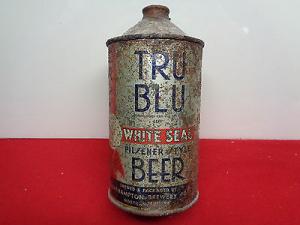 TRU
BLU
WHITE SEAL
PILSENER STYLE
BEER
BREWERY